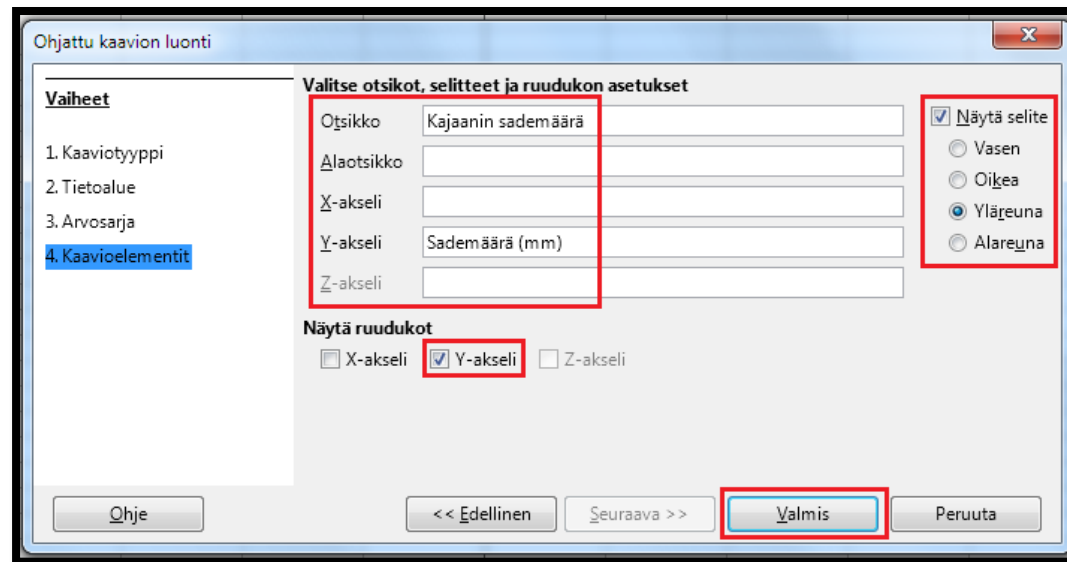 Ohjattu kaavion luonti
Vaiheet
1. Kaaviotyyppi
2. Tietoalue
3. Arvosarja
4. Kaavioelementit
Valitse otsikot, selitteet ja ruudukon asetukset
Otsikko Kajaanin sademäärä
Alaotsikko
X-akseli
Y-akseli Sademäärä (mm)
Z-akseli
Näytä selite
Vasen
Oikea
Yläreuna
Alareuna
Näytä ruudukot
X-akseli Y-akseli Z-akseli
Ohje << Edellinen Seuraava >> Valmis Peruuta